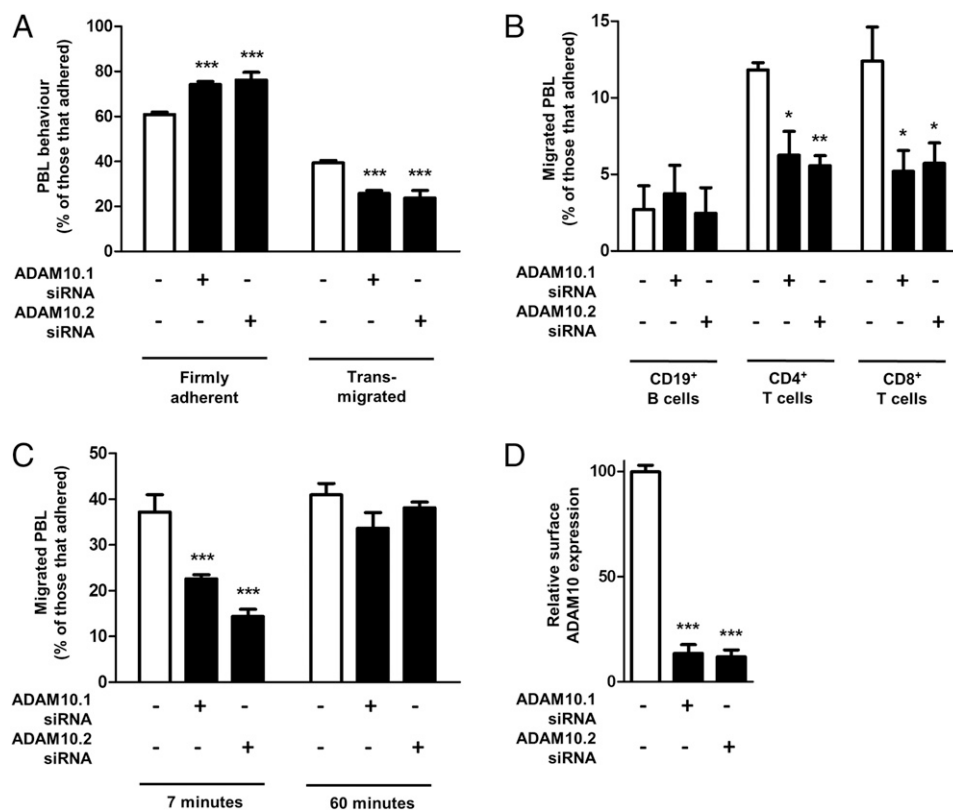 A
PBL behaviour
(% of those that adhered)
100
80
60
40
20
0
*** ***
*** ***
ADAM10.1 siRNA - + - - + -
ADAM10.2 siRNA - - + - - +
Firmly adherent
Trans-migrated
B
Migrated PBL
(% of those that adhered)
15
10
5
0
* **
* *
ADAM10.1 siRNA - + - - + - - + -
ADAM10.2 siRNA - - + - - + - - +
CD19+ B cells
CD4+ T cells
CD8+ T cells
C
Migrated PBL
(% of those that adhered)
50
40
30
20
10
0
*** ***
ADAM10.1 siRNA - + - - + -
ADAM10.2 siRNA - - + - - +
7 minutes
60 minutes
D
Relative surface
ADAM10 expression
100
50
0
*** ***
ADAM10.1 siRNA - + -
ADAM10.2 siRNA - - +